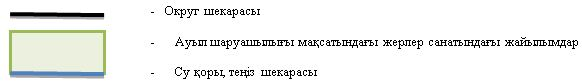 - Округ шекарасы
- Ауыл шаруашылығы мақсатындағы жерлер санатындағы жайылымдар
- Су қоры, теңіз шекарасы